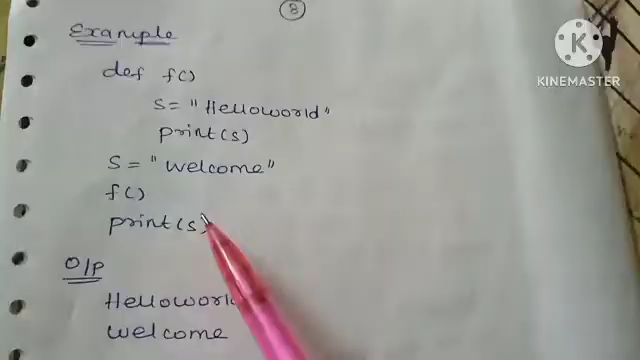 8
Example
def f()
s= "Helloworld"
print(s)
S = "welcome"
f()
print(s)
O/P
Helloworld
welcome
K
KINEMASTER